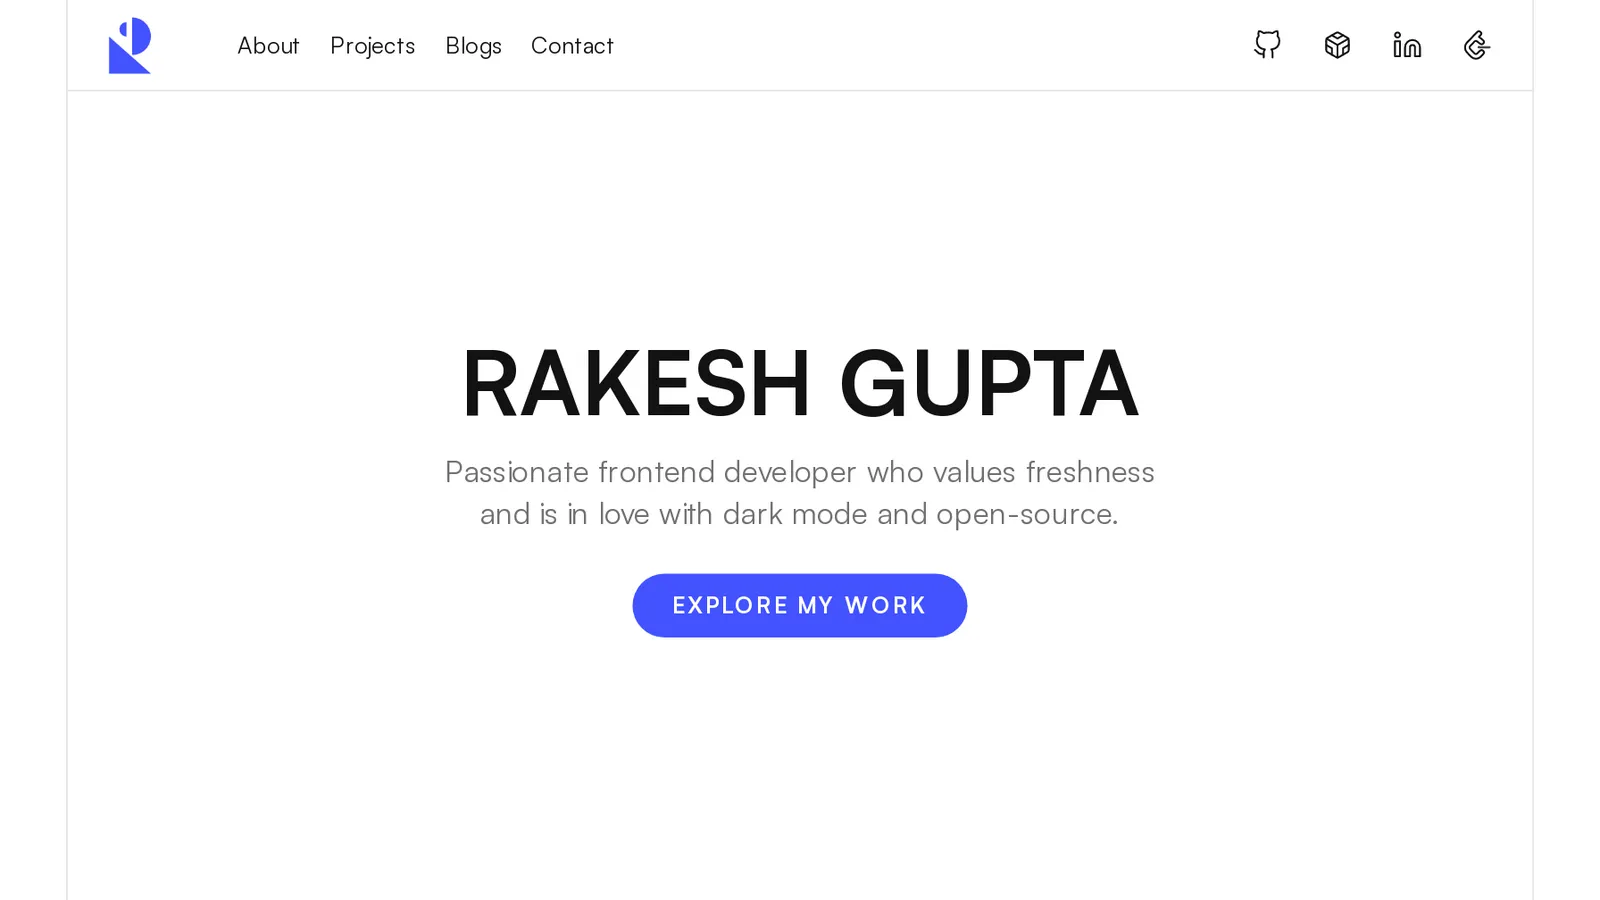 About Projects Blogs Contact
RAKESH GUPTA
Passionate frontend developer who values freshness
and is in love with dark mode and open-source.
EXPLORE MY WORK